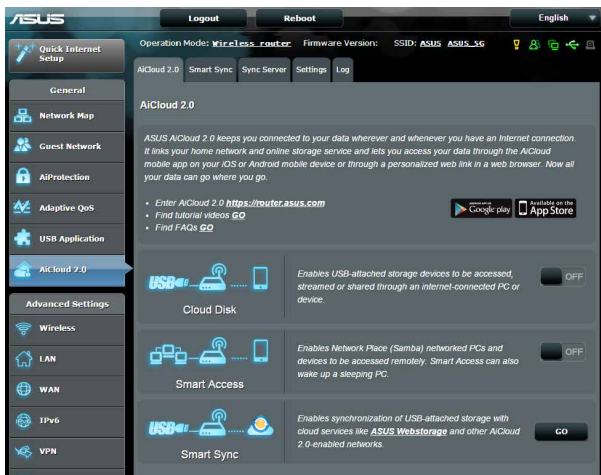 ASUS
Logout
Reboot
English
Quick Internet
Setup
Operation Mode: Wireless router Firmware Version: SSID: ASUS ASUS_5G
AiCloud 2.0 Smart Sync Sync Server Settings Log
General
Network Map
Guest Network
AiProtection
Adaptive QoS
USB Application
AiCloud 2.0
Advanced Settings
Wireless
LAN
WAN
IPv6
VPN
AiCloud 2.0
ASUS AiCloud 2.0 keeps you connected to your data wherever and whenever you have an Internet connection.
It links your home network and online storage service and lets you access your data through the AiCloud
mobile app on your iOS or Android mobile device or through a personalized web link in a web browser. Now all
your data can go where you go.
• Enter AiCloud 2.0 https://router.asus.com
• Find tutorial videos GO
• Find FAQs GO
Google play
Available on the
App Store
USB
Cloud Disk
Enables USB-attached storage devices to be accessed,
streamed or shared through an internet-connected PC or
device.
OFF
Smart Access
Enables Network Place (Samba) networked PCs and
devices to be accessed remotely. Smart Access can also
wake up a sleeping PC.
OFF
USB
Smart Sync
Enables synchronization of USB-attached storage with
cloud services like ASUS Webstorage and other AiCloud
2.0-enabled networks.
GO